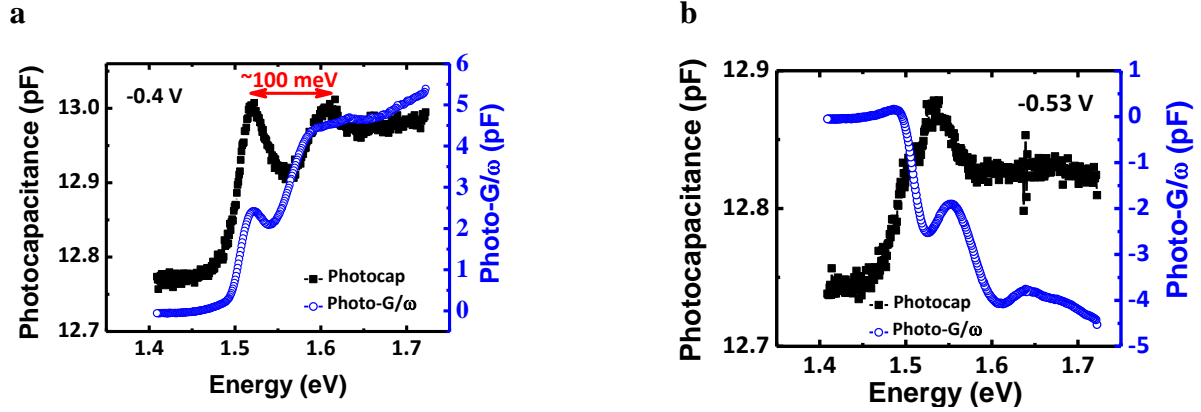 a
Photocapacitance (pF)
13.0
12.9
12.8
12.7
-0.4 V
~100 meV
Photocap
Photo-G/ω
6
5
4
3
2
1
0
Photo-G/ω (pF)
1.4 1.5 1.6 1.7
Energy (eV)
b
Photocapacitance (pF)
12.9
12.8
12.7
-0.53 V
Photocap
Photo-G/ω
1
0
-1
-2
-3
-4
-5
Photo-G/ω (pF)
1.4 1.5 1.6 1.7
Energy (eV)